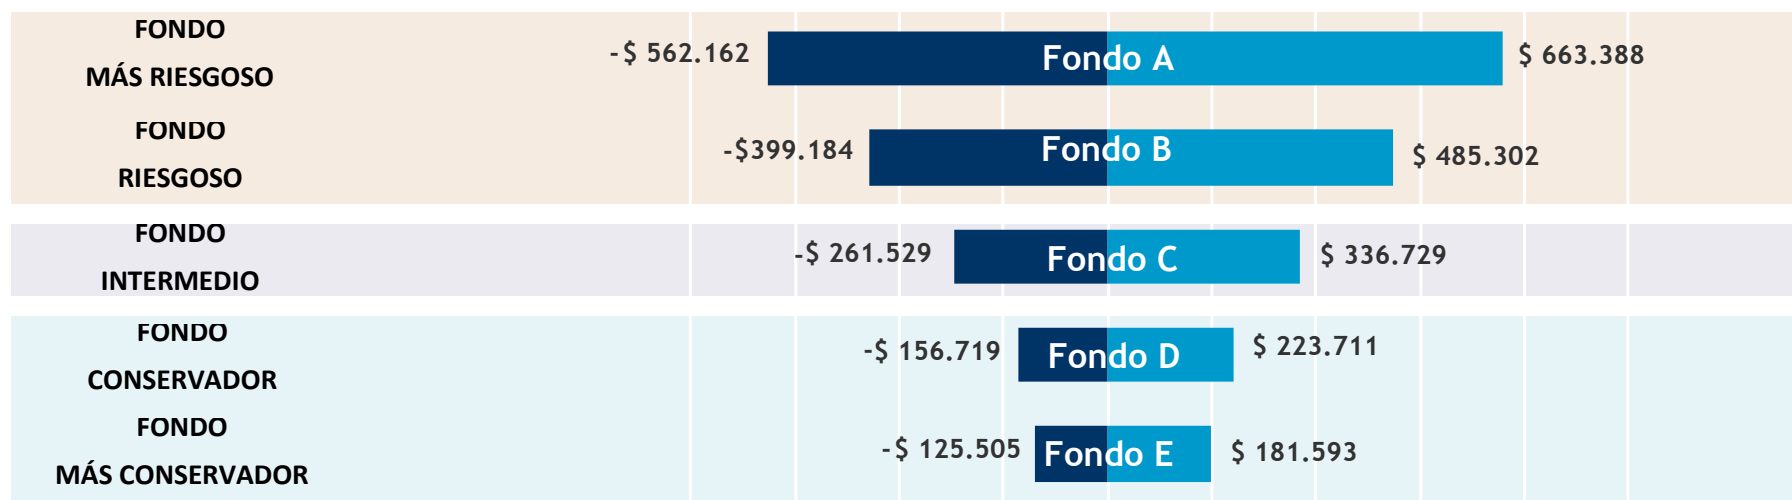 FONDO
MÁS RIESGOSO
-$ 562.162
Fondo A
$ 663.388
FONDO
RIESGOSO
-$399.184
Fondo B
$ 485.302
FONDO
INTERMEDIO
-$ 261.529
Fondo C
$ 336.729
FONDO
CONSERVADOR
-$ 156.719
Fondo D
$ 223.711
FONDO
MÁS CONSERVADOR
-$ 125.505
Fondo E
$ 181.593